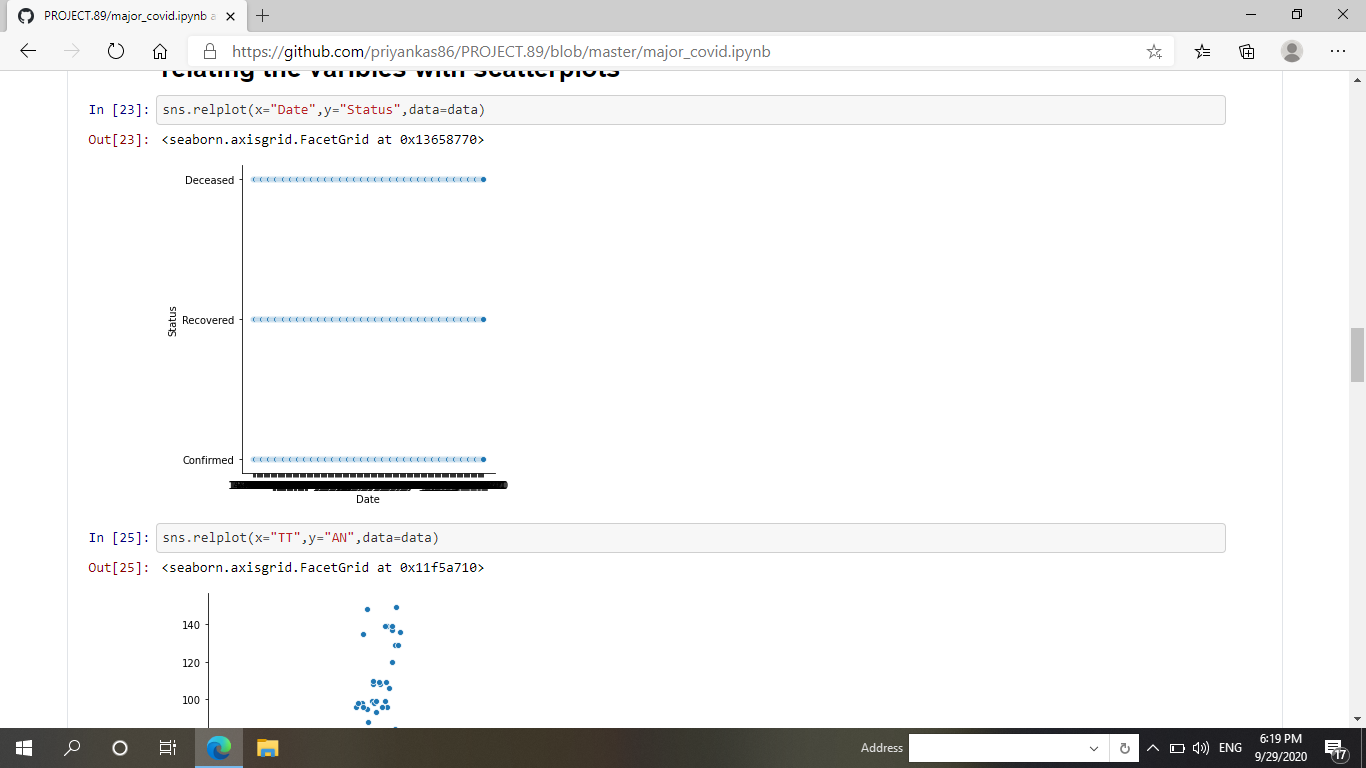 PROJECT.89/major_covid.ipynb a
https://github.com/priyankas86/PROJECT.89/blob/master/major_covid.ipynb
relating the varibles with scatterplots
In [23]: sns.relplot(x="Date",y="Status",data=data)
Out[23]: <seaborn.axisgrid.FacetGrid at 0x13658770>
Deceased
Status
Recovered
Confirmed
Date
In [25]: sns.relplot(x="TT",y="AN",data=data)
Out[25]: <seaborn.axisgrid.FacetGrid at 0x11f5a710>
140
120
100
Address
ENG
6:19 PM
9/29/2020
17